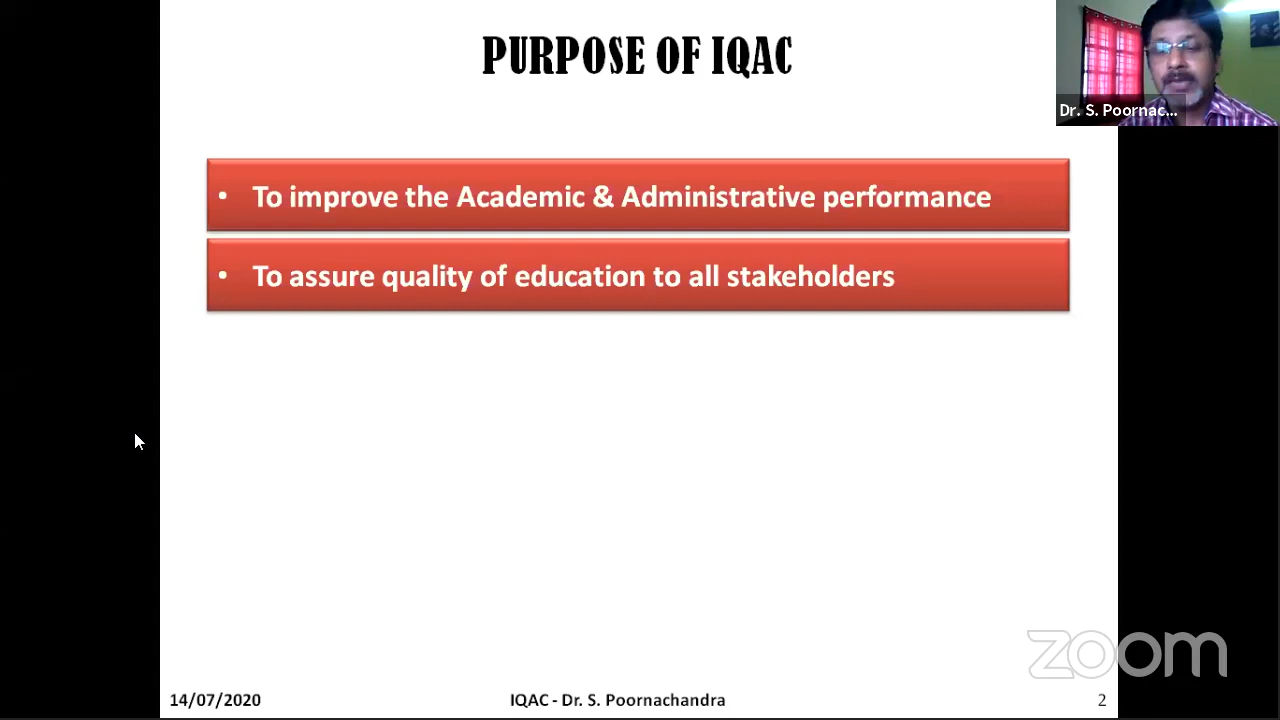 PURPOSE OF IQAC
Dr. S. Poornac...
• To improve the Academic & Administrative performance
• To assure quality of education to all stakeholders
zoom
14/07/2020
IQAC - Dr. S. Poornachandra
2